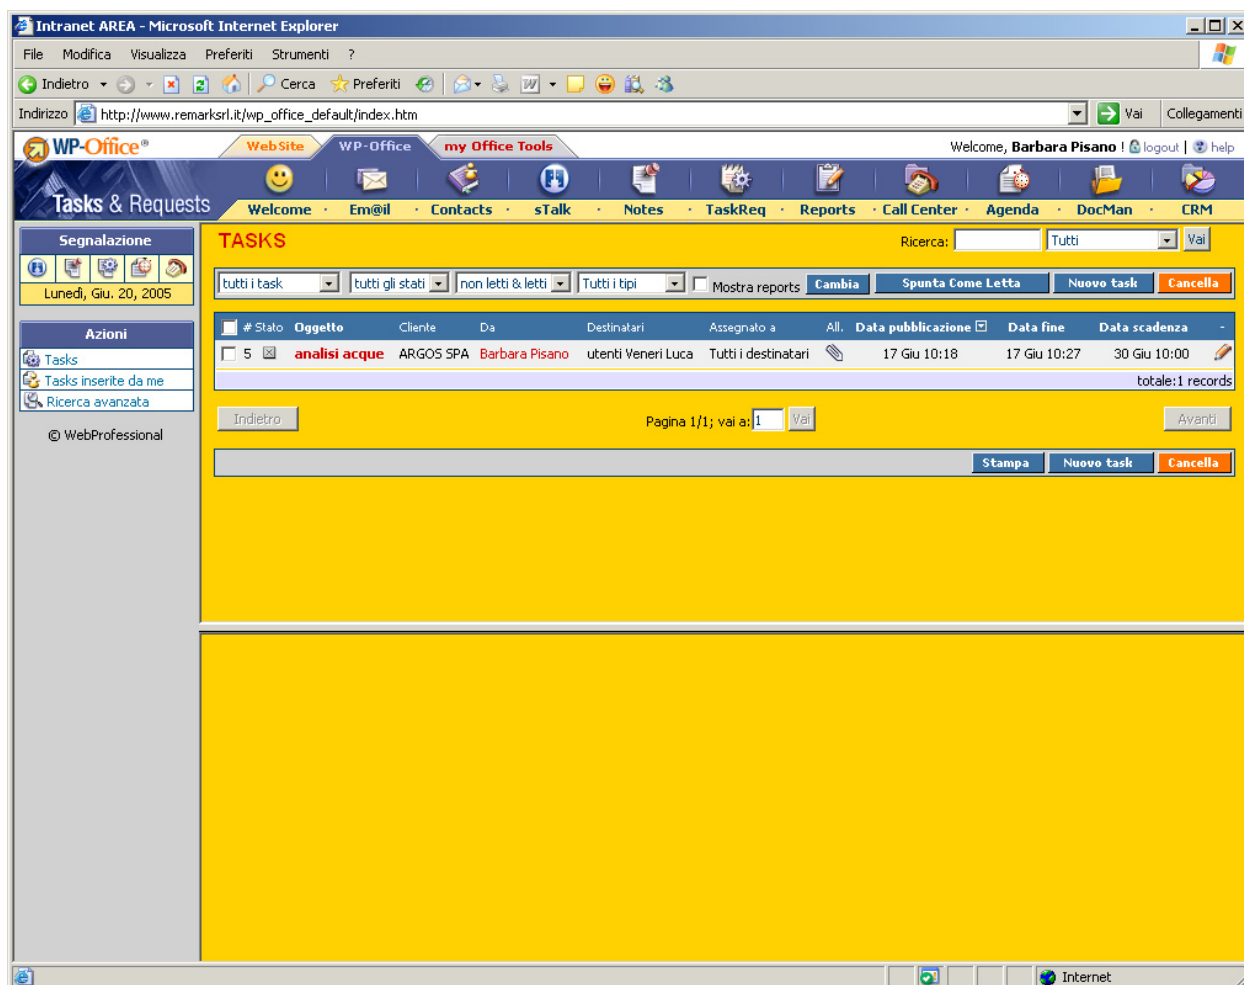 Intranet AREA - Microsoft Internet Explorer
File Modifica Visualizza Preferiti Strumenti ?
Indietro Cerca Preferiti
Indirizzo http://www.remarksrl.it/wp_office_default/index.htm Vai Collegamenti
WP-Office® WebSite WP-Office my Office Tools Welcome, Barbara Pisano ! logout | help
Tasks & Requests
Welcome · Em@il · Contacts · sTalk · Notes · TaskReq · Reports · Call Center · Agenda · DocMan · CRM
Segnalazione
Lunedì, Giu. 20, 2005
Azioni
Tasks
Tasks inserite da me
Ricerca avanzata
© WebProfessional
TASKS Ricerca: Tutti Vai
tutti i task tutti gli stati non letti & letti Tutti i tipi Mostra reports Cambia Spunta Come Letta Nuovo task Cancella
# Stato Oggetto Cliente Da Destinatari Assegnato a All. Data pubblicazione Data fine Data scadenza -
5 analisi acque ARGOS SPA Barbara Pisano utenti Veneri Luca Tutti i destinatari 17 Giu 10:18 17 Giu 10:27 30 Giu 10:00
totale:1 records
Indietro Pagina 1/1; vai a: 1 Vai Avanti
Stampa Nuovo task Cancella
Internet